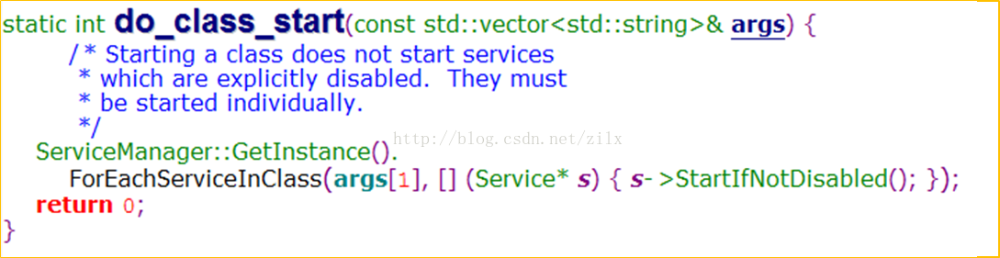 static int do_class_start(const std::vector<std::string>& args) {
/* Starting a class does not start services
* which are explicitly disabled. They must
* be started individually.
*/
http://blog.csdn.net/zilx
ServiceManager::GetInstance().
ForEachServiceInClass(args[1], [] (Service* s) { s->StartIfNotDisabled(); });
return 0;
}